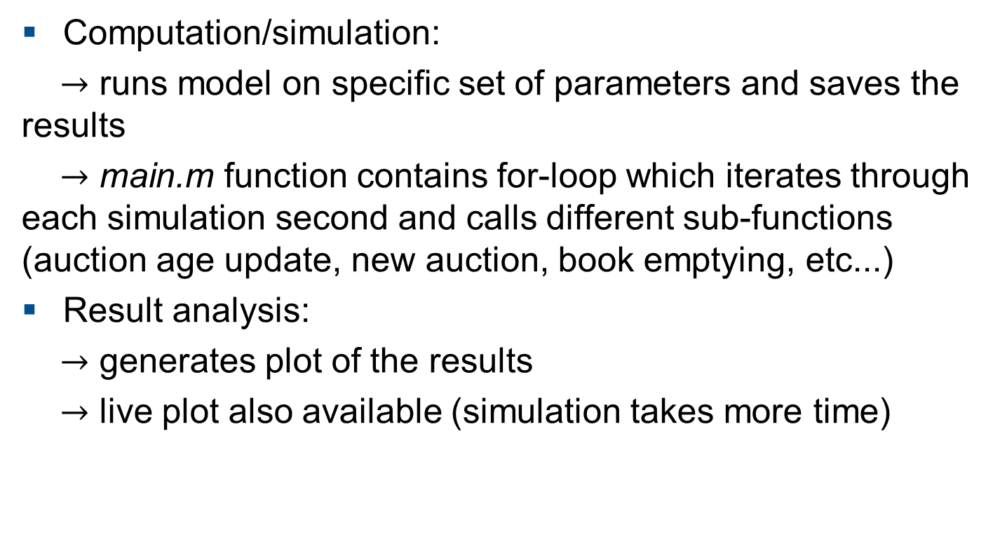 ▪ Computation/simulation:
→ runs model on specific set of parameters and saves the
results
→ main.m function contains for-loop which iterates through
each simulation second and calls different sub-functions
(auction age update, new auction, book emptying, etc...)
▪ Result analysis:
→ generates plot of the results
→ live plot also available (simulation takes more time)